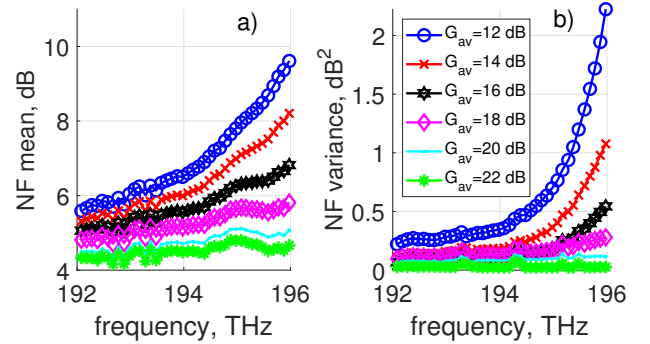 a)
NF mean, dB
10
8
6
4
192
194
196
frequency, THz
b)
NF variance, dB²
2
1.5
1
0.5
0
192
194
196
frequency, THz
G_av=12 dB
G_av=14 dB
G_av=16 dB
G_av=18 dB
G_av=20 dB
G_av=22 dB